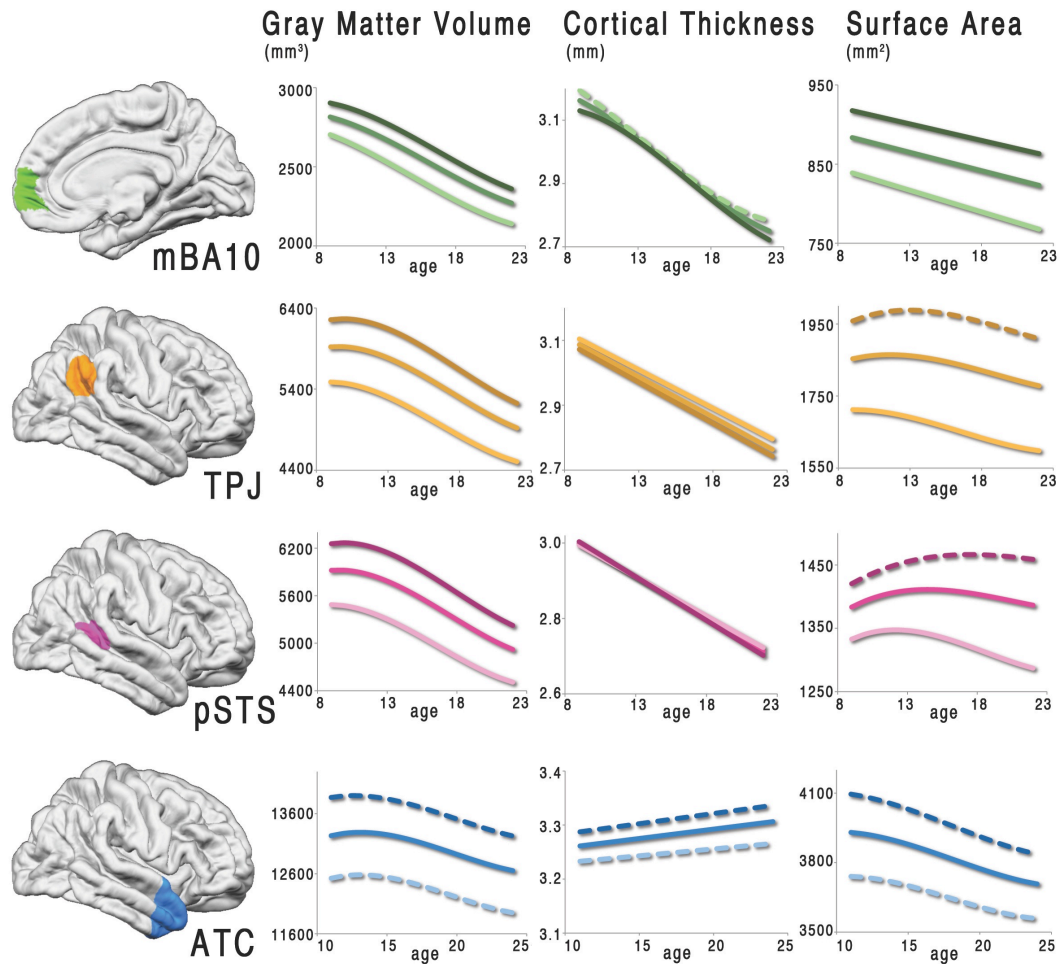 Gray Matter Volume Cortical Thickness Surface Area
(mm³) (mm) (mm²)
mBA10
3000
2500
2000
8 13 18 23
age
3.1
2.9
2.7
8 13 18 23
age
950
850
750
8 13 18 23
age
TPJ
6400
5400
4400
8 13 18 23
age
3.1
2.9
2.7
8 13 18 23
age
1950
1750
1550
8 13 18 23
age
pSTS
6200
5600
5000
4400
8 13 18 23
age
3.0
2.8
2.6
8 13 18 23
age
1450
1350
1250
8 13 18 23
age
ATC
13600
12600
11600
10 15 20 25
age
3.4
3.3
3.2
3.1
10 15 20 25
age
4100
3800
3500
10 15 20 25
age